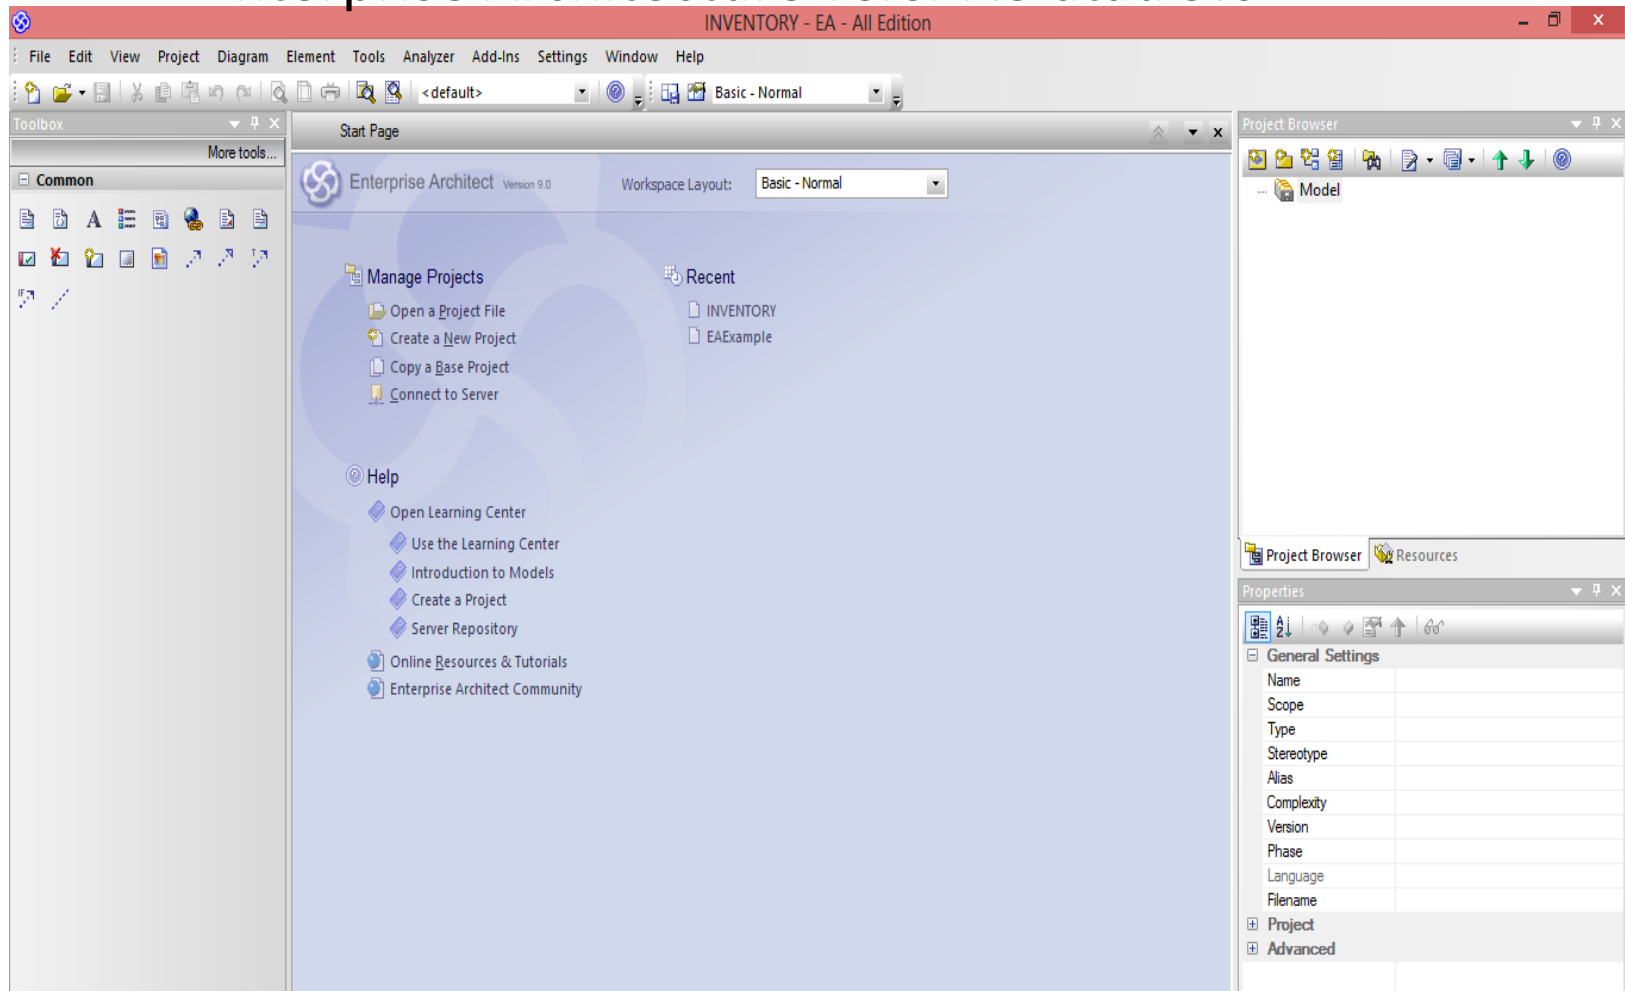 INVENTORY - EA - All Edition
File Edit View Project Diagram Element Tools Analyzer Add-Ins Settings Window Help
<default> Basic - Normal
Toolbox
More tools...
Common
Start Page
Enterprise Architect Version 9.0 Workspace Layout: Basic - Normal
Manage Projects
Open a Project File
Create a New Project
Copy a Base Project
Connect to Server
Recent
INVENTORY
EAExample
Help
Open Learning Center
Use the Learning Center
Introduction to Models
Create a Project
Server Repository
Online Resources & Tutorials
Enterprise Architect Community
Project Browser
Model
Project Browser Resources
Properties
General Settings
Name
Scope
Type
Stereotype
Alias
Complexity
Version
Phase
Language
Filename
Project
Advanced